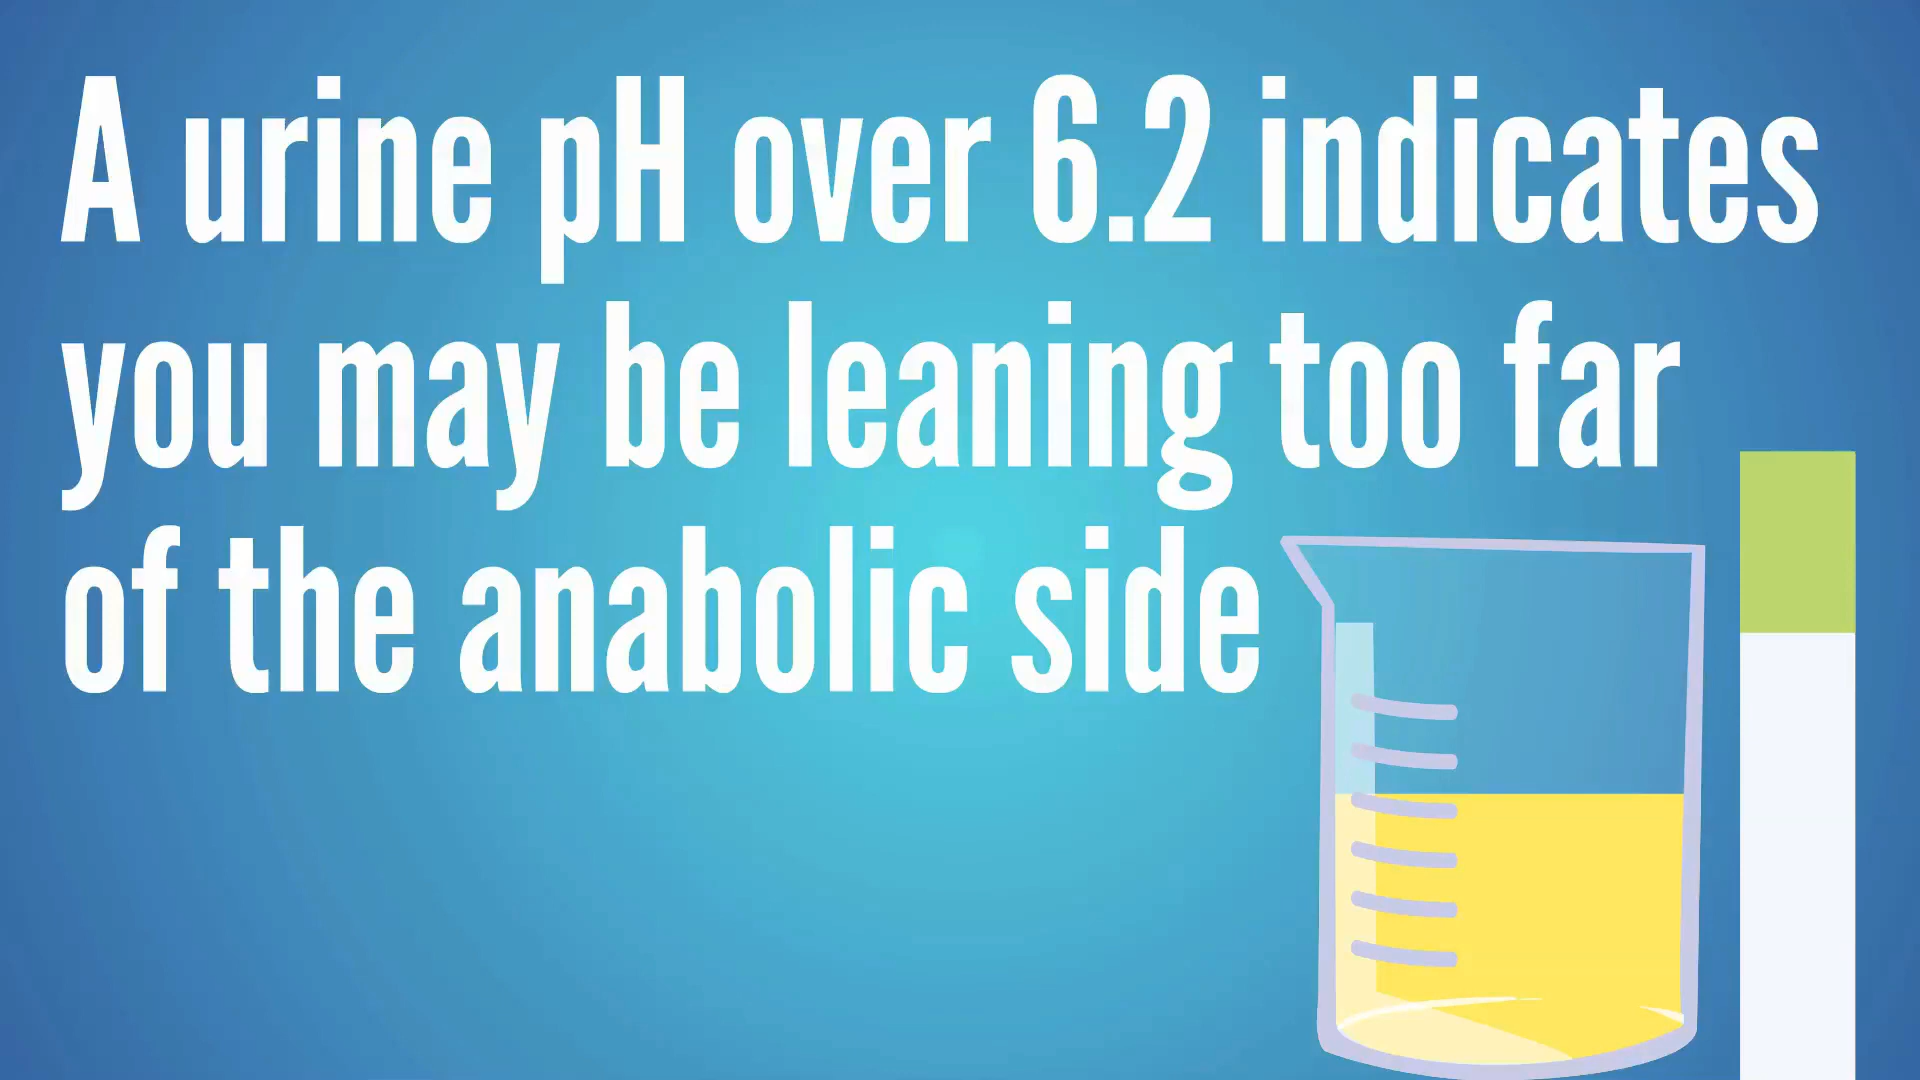 A urine pH over 6.2 indicates
you may be leaning too far
of the anabolic side